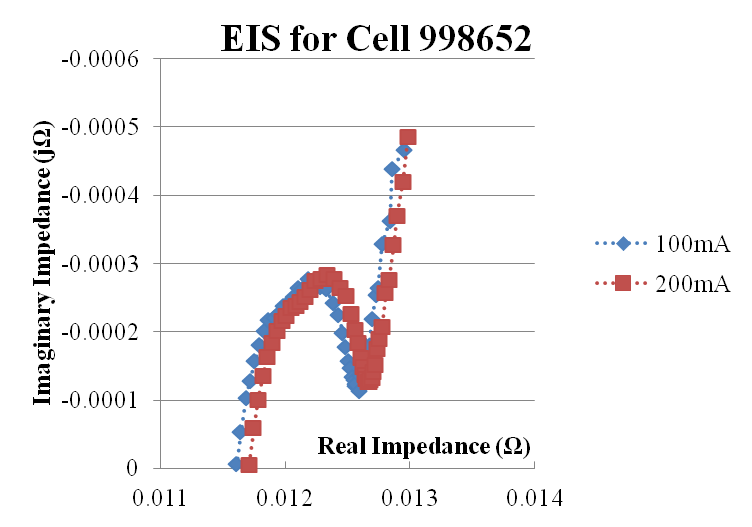 EIS for Cell 998652
-0.0006
-0.0005
-0.0004
-0.0003
-0.0002
-0.0001
0
Imaginary Impedance (jΩ)
Real Impedance (Ω)
0.011
0.012
0.013
0.014
100mA
200mA